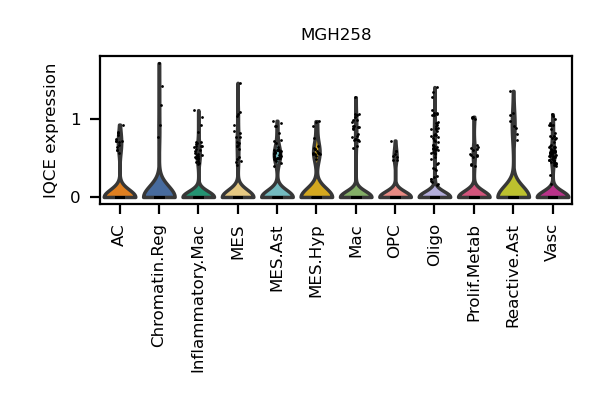 MGH258
IQCE expression
1
0
AC
Chromatin.Reg
Inflammatory.Mac
MES
MES.Ast
MES.Hyp
Mac
OPC
Oligo
Prolif.Metab
Reactive.Ast
Vasc